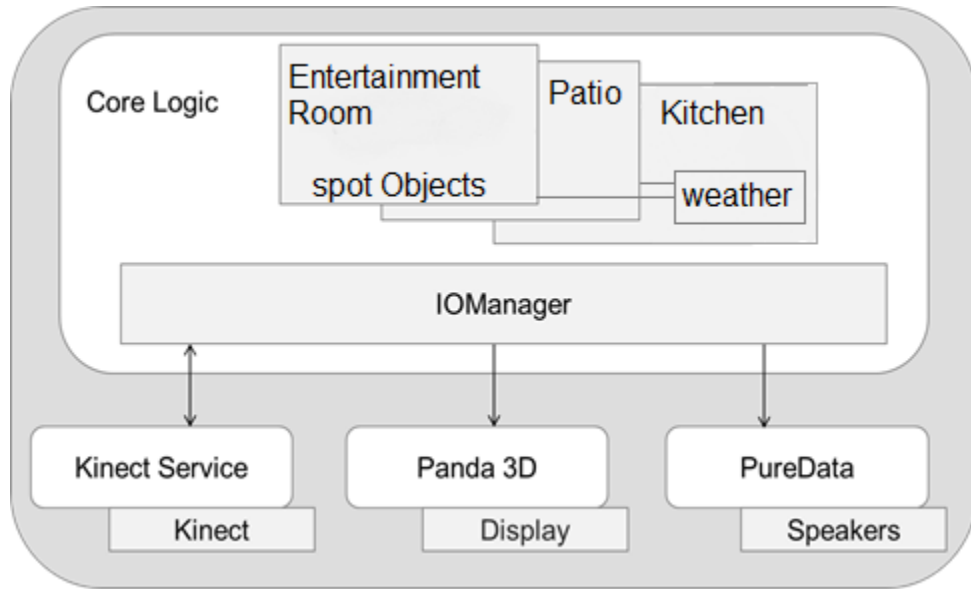 Core Logic
Entertainment
Room
spot Objects
Patio
Kitchen
weather
IOManager
Kinect Service
Kinect
Panda 3D
Display
PureData
Speakers